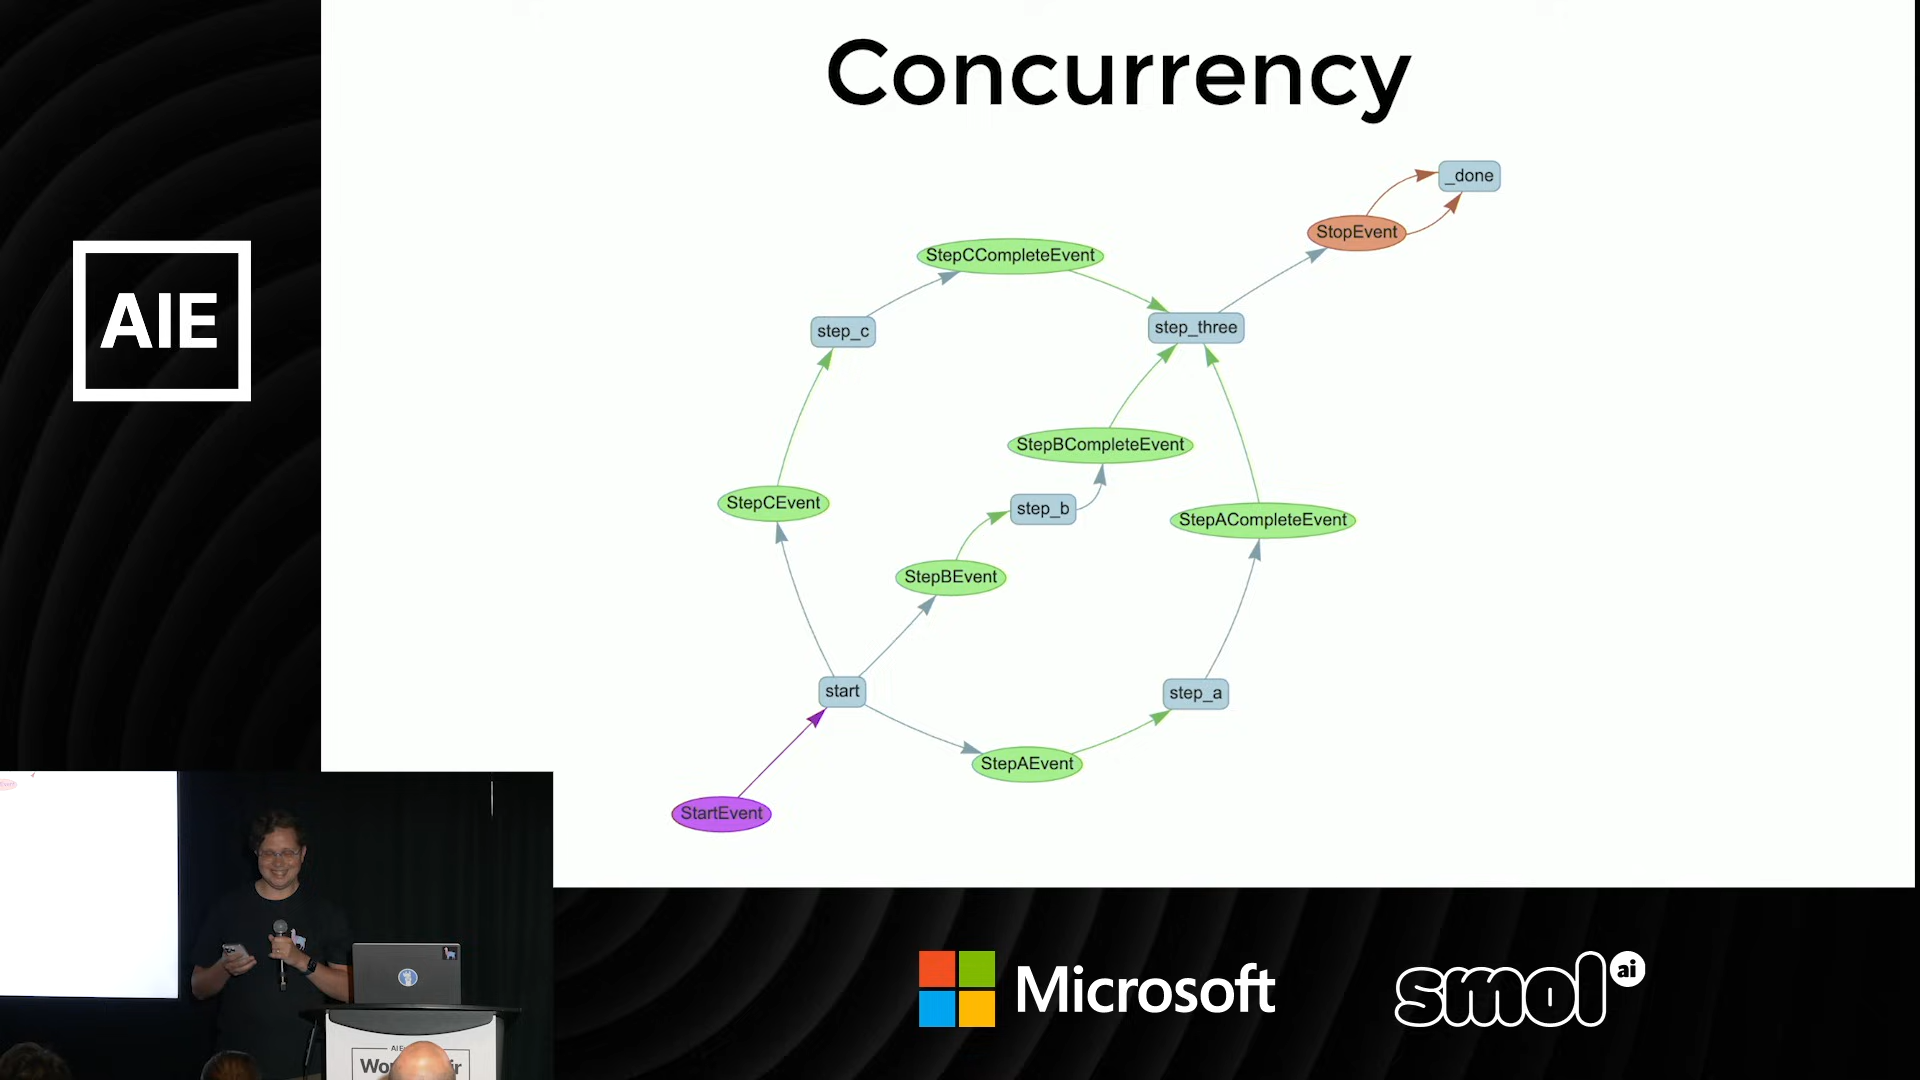 Concurrency
_done
StopEvent
StepCCompleteEvent
step_c
step_three
StepBCompleteEvent
StepCEvent
step_b
StepACompleteEvent
StepBEvent
start
step_a
StepAEvent
StartEvent
AIE
Microsoft
smol ai